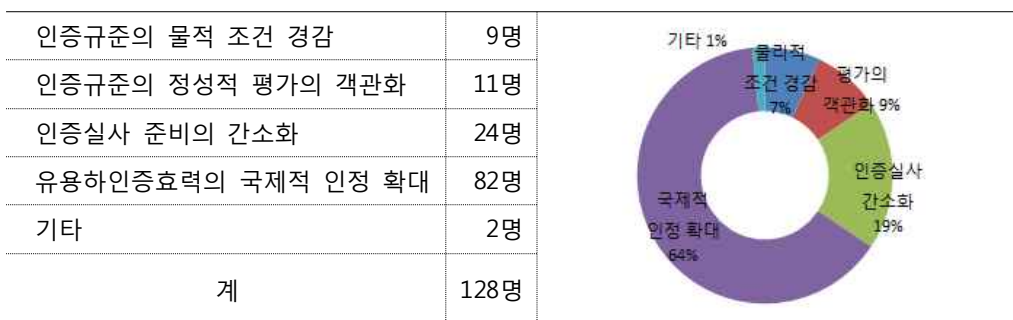 인증규준의 물적 조건 경감 9명
인증규준의 정성적 평가의 객관화 11명
인증실사 준비의 간소화 24명
유용하인증효력의 국제적 인정 확대 82명
기타 2명
계 128명
기타 1%
물리적
조건 경감
7%
평가의
객관화 9%
인증실사
간소화
19%
국제적
인정 확대
64%